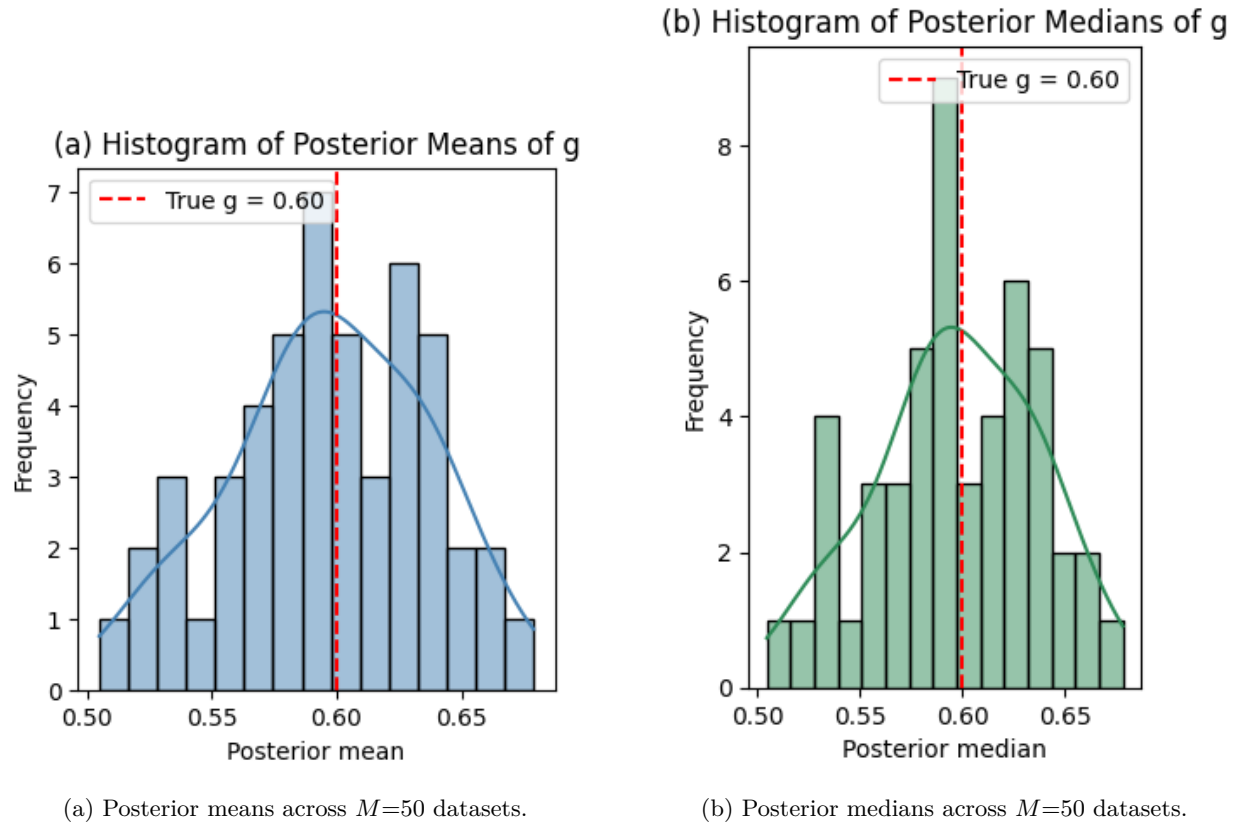 (a) Histogram of Posterior Means of g
True g = 0.60
7
6
5
4
3
2
1
0
Frequency
0.50 0.55 0.60 0.65
Posterior mean
(a) Posterior means across M=50 datasets.
(b) Histogram of Posterior Medians of g
True g = 0.60
8
6
4
2
0
Frequency
0.50 0.55 0.60 0.65
Posterior median
(b) Posterior medians across M=50 datasets.